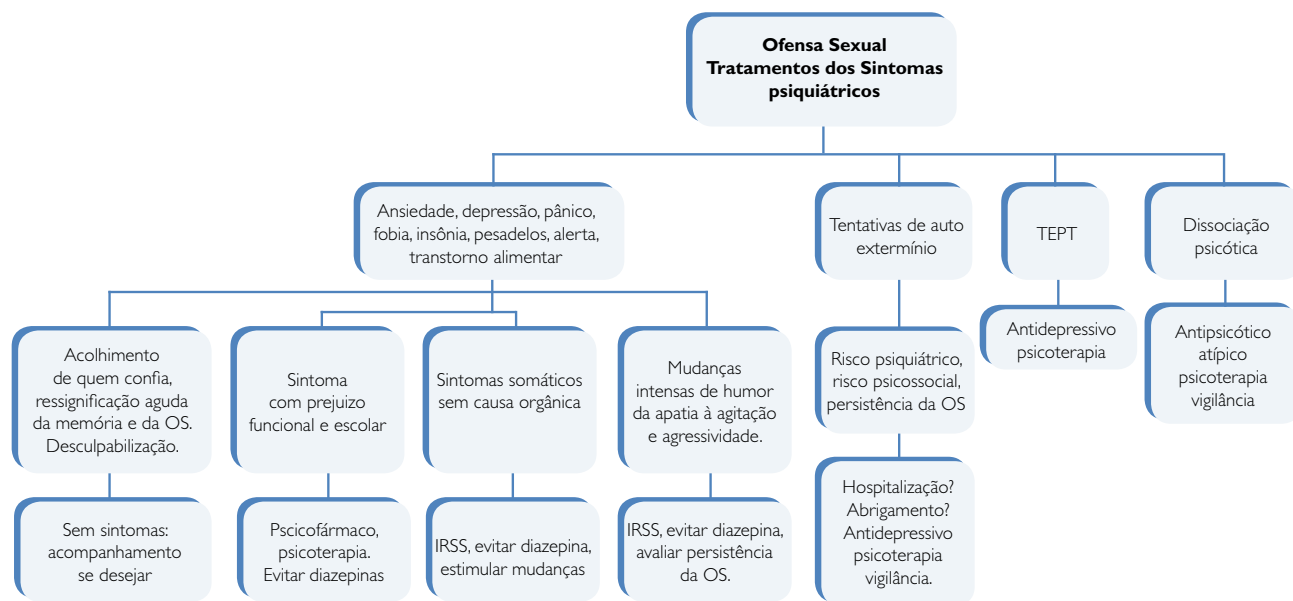 Ofensa Sexual
Tratamentos dos Sintomas
psiquiátricos
Ansiedade, depressão, pânico,
fobia, insônia, pesadelos, alerta,
transtorno alimentar
Tentativas de auto
extermínio
TEPT
Dissociação
psicótica
Acolhimento
de quem confia,
ressignificação aguda
da memória e da OS.
Desculpabilização.
Sintoma
com prejuizo
funcional e escolar
Sintomas somáticos
sem causa orgânica
Mudanças
intensas de humor
da apatia à agitação
e agressividade.
Risco psiquiátrico,
risco psicossocial,
persistência da OS
Antidepressivo
psicoterapia
Antipsicótico
atípico
psicoterapia
vigilância
Sem sintomas:
acompanhamento
se desejar
Pscicofármaco,
psicoterapia.
Evitar diazepinas
IRSS, evitar diazepina,
estimular mudanças
IRSS, evitar diazepina,
avaliar persistência
da OS.
Hospitalização?
Abrigamento?
Antidepressivo
psicoterapia
vigilância.